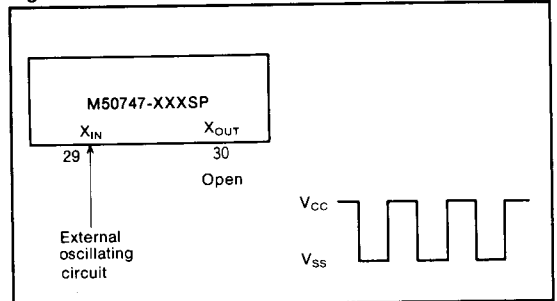 M50747-XXXSP
XIN XOUT
29 30
Open
External
oscillating
circuit
VCC
VSS